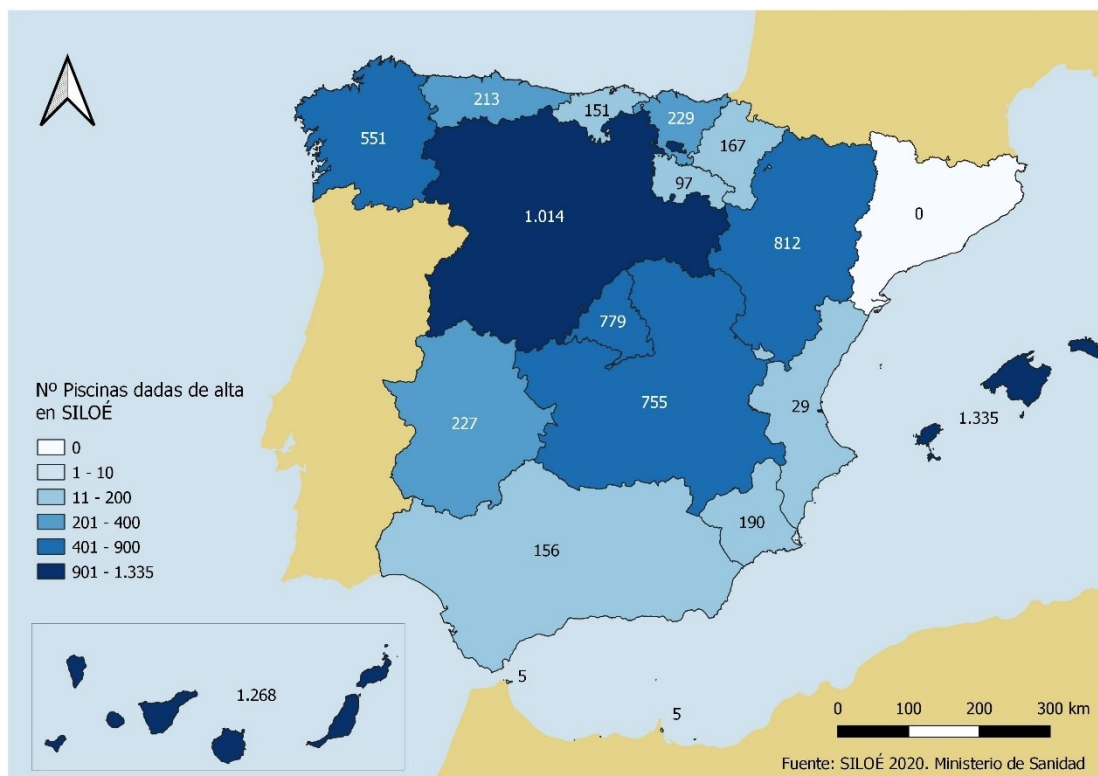 213
151
229
551
167
97
1.014
0
812
779
Nº Piscinas dadas de alta
en SILOÉ
0
1 - 10
11 - 200
201 - 400
401 - 900
901 - 1.335
755
29
1.335
227
190
156
5
5
1.268
0 100 200 300 km
Fuente: SILOÉ 2020. Ministerio de Sanidad